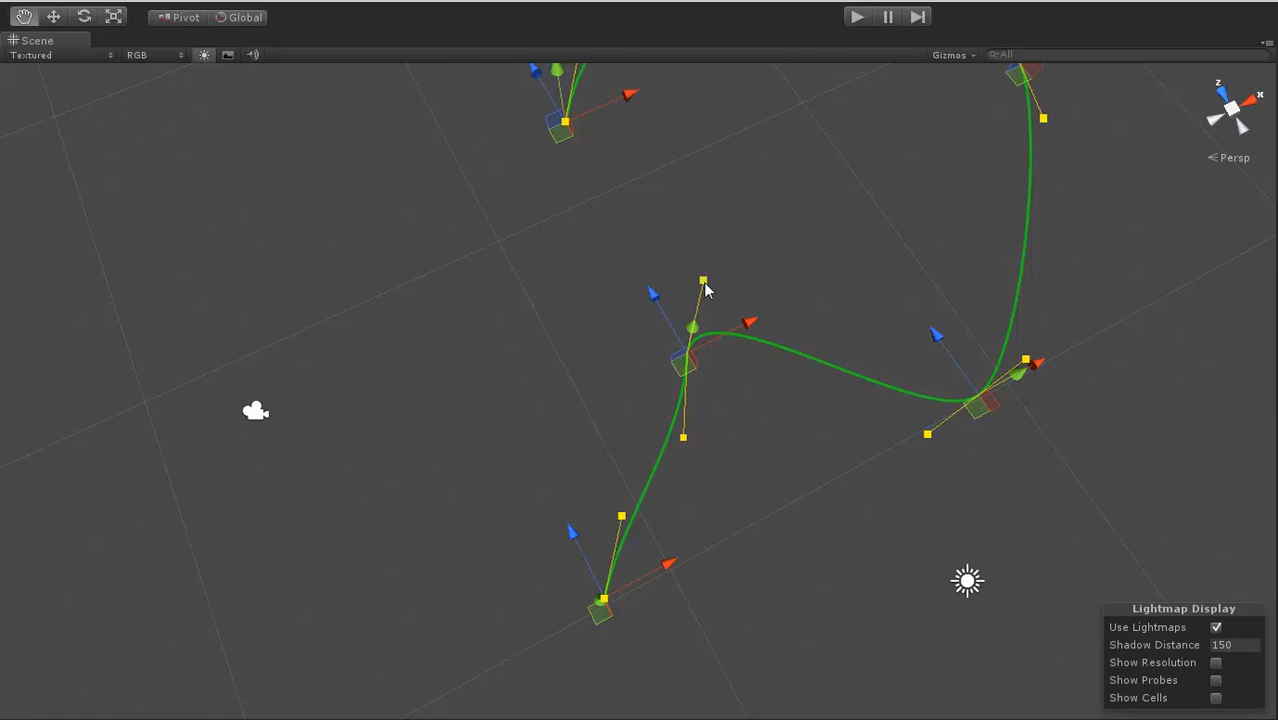 Pivot Global
Scene
Textured RGB Gizmos All
z
x
Persp
Lightmap Display
Use Lightmaps
Shadow Distance 150
Show Resolution
Show Probes
Show Cells